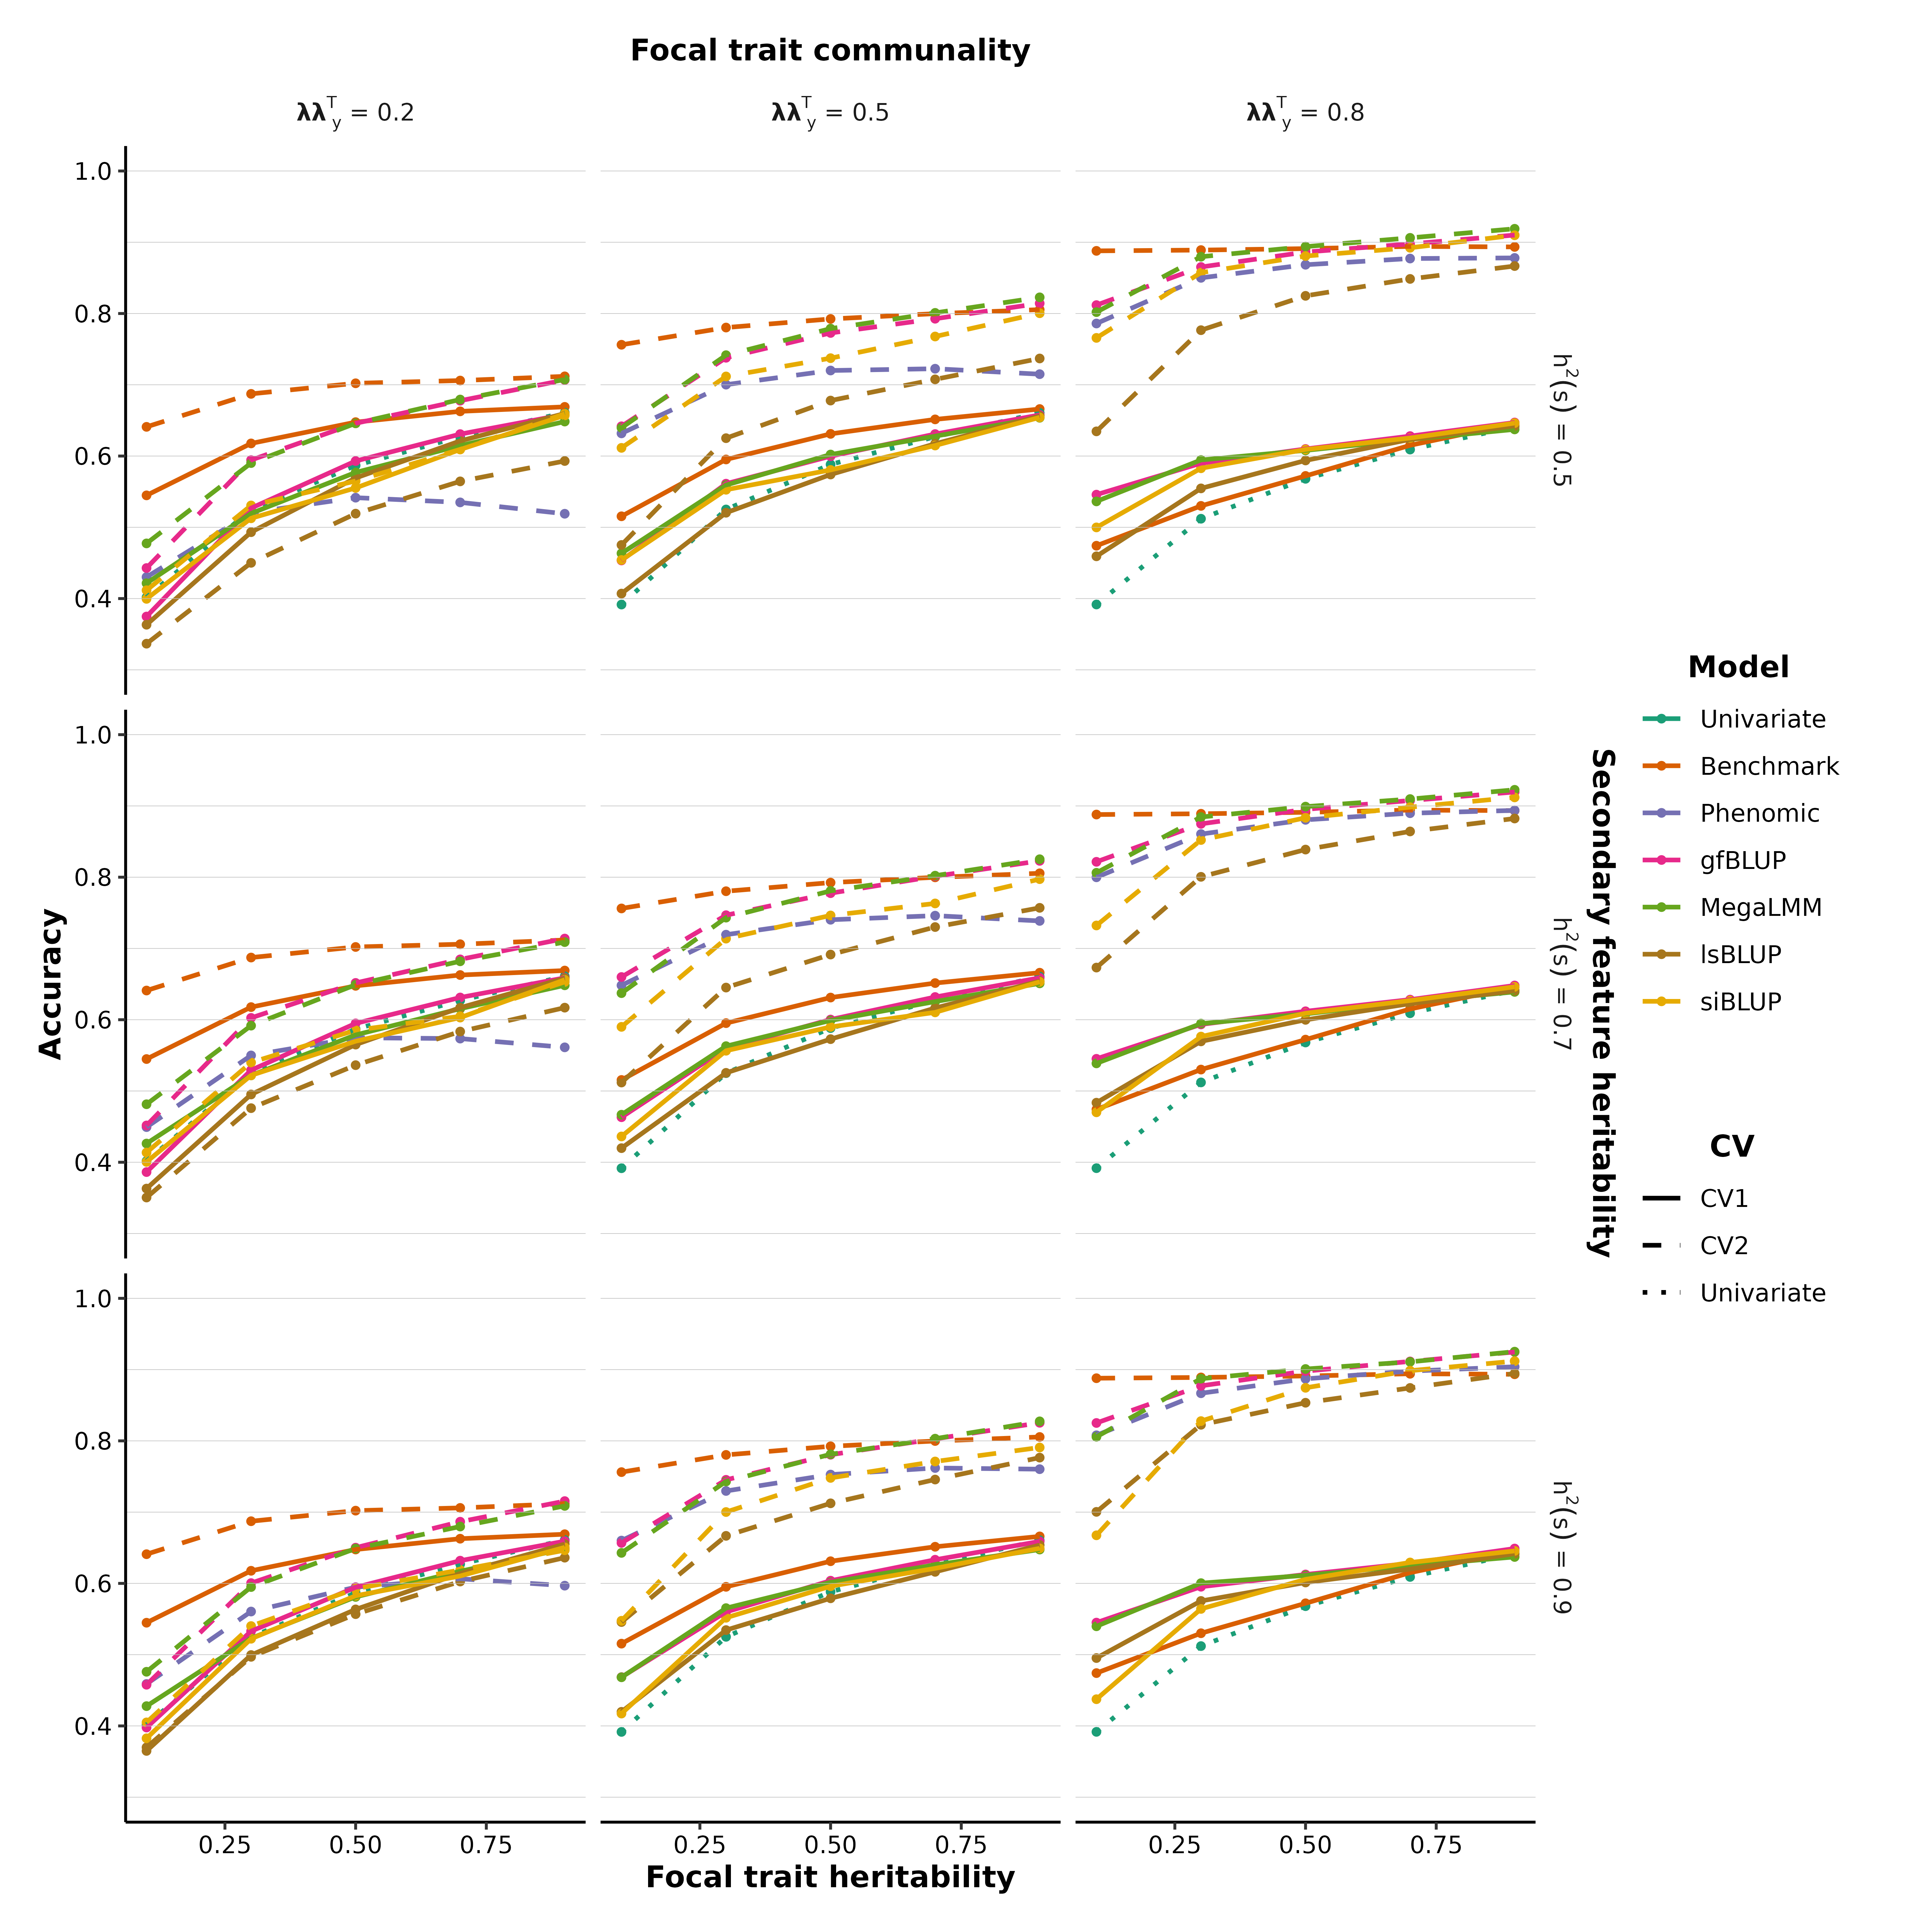 Focal trait communality
λλᵀy = 0.2
λλᵀy = 0.5
λλᵀy = 0.8
1.0
0.8
0.6
0.4
h²(s) = 0.5
1.0
0.8
0.6
0.4
h²(s) = 0.7
1.0
0.8
0.6
0.4
h²(s) = 0.9
Accuracy
Secondary feature heritability
0.25 0.50 0.75
0.25 0.50 0.75
0.25 0.50 0.75
Focal trait heritability
Model
Univariate
Benchmark
Phenomic
gfBLUP
MegaLMM
lsBLUP
siBLUP
CV
CV1
CV2
Univariate